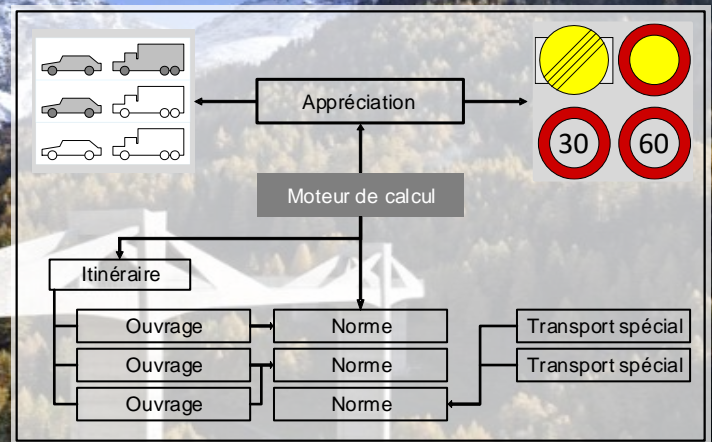 Appréciation
30
60
Moteur de calcul
Itinéraire
Ouvrage
Norme
Transport spécial
Ouvrage
Norme
Transport spécial
Ouvrage
Norme